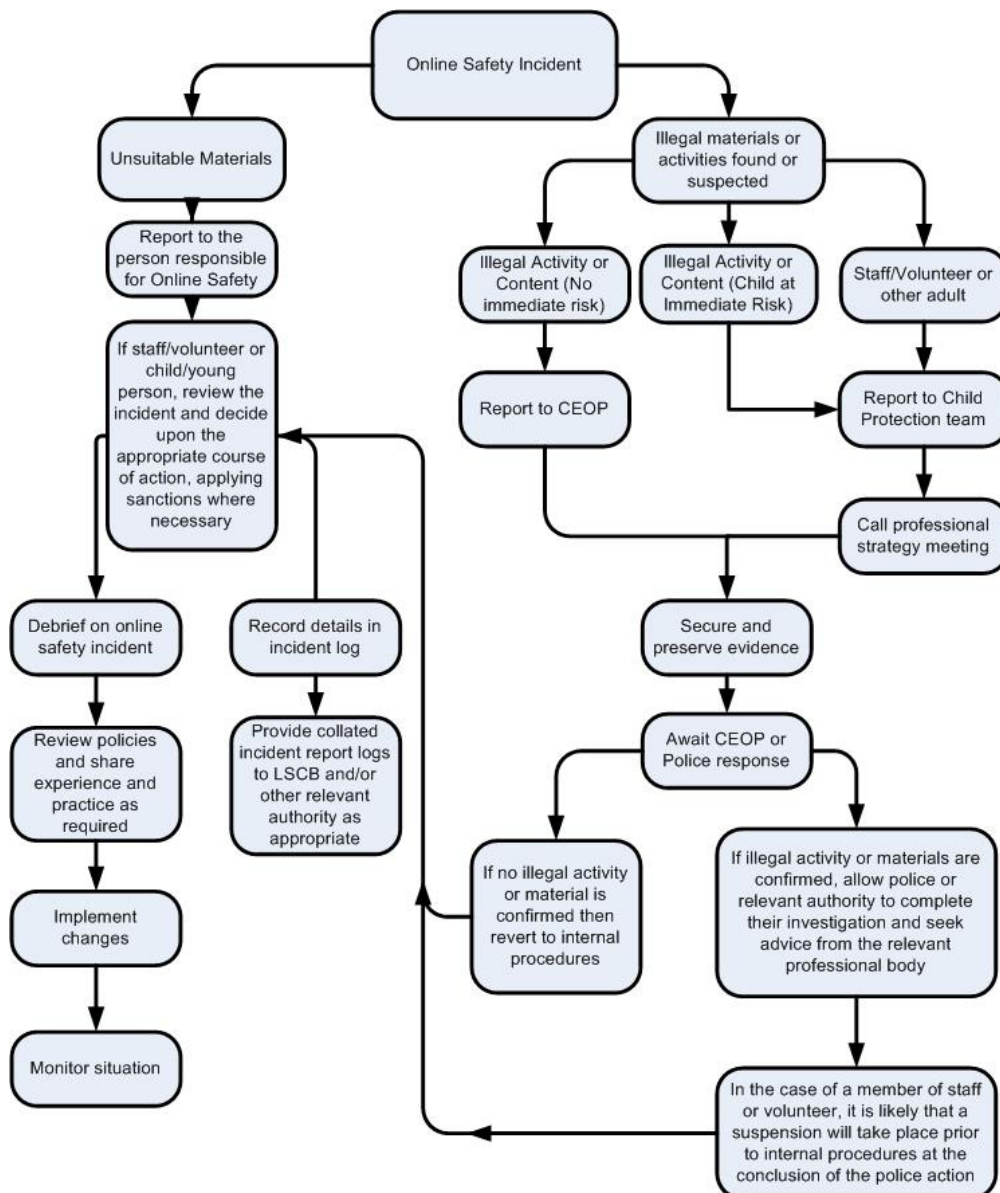 Online Safety Incident
Unsuitable Materials
Illegal materials or
activities found or
suspected
Report to the
person responsible
for Online Safety
Illegal Activity or
Content (No
immediate risk)
Illegal Activity or
Content (Child at
Immediate Risk)
Staff/Volunteer or
other adult
If staff/volunteer or
child/young
person, review the
incident and decide
upon the
appropriate course
of action, applying
sanctions where
necessary
Report to CEOP
Report to Child
Protection team
Call professional
strategy meeting
Debrief on online
safety incident
Record details in
incident log
Secure and
preserve evidence
Review policies
and share
experience and
practice as
required
Provide collated
incident report logs
to LSCB and/or
other relevant
authority as
appropriate
Await CEOP or
Police response
If no illegal activity
or material is
confirmed then
revert to internal
procedures
If illegal activity or materials are
confirmed, allow police or
relevant authority to complete
their investigation and seek
advice from the relevant
professional body
Implement
changes
Monitor situation
In the case of a member of staff
or volunteer, it is likely that a
suspension will take place prior
to internal procedures at the
conclusion of the police action